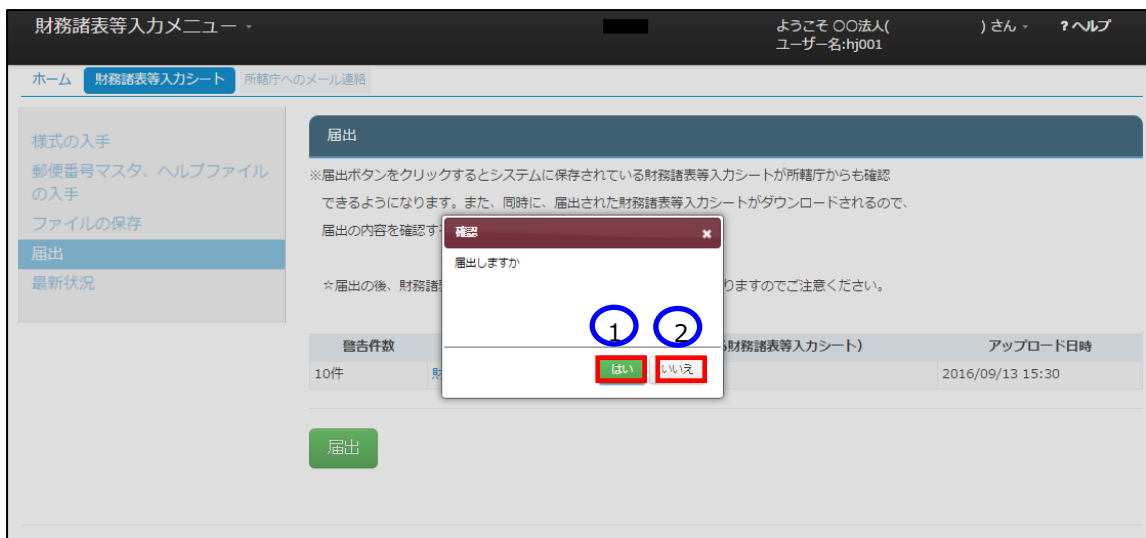 財務諸表等入力メニュー
ようこそ 〇〇法人( )さん
?ヘルプ
ユーザー名:hj001
ホーム
財務諸表等入力シート
所轄庁へのメール連絡
様式の入手
郵便番号マスタ、ヘルプファイル
の入手
ファイルの保存
届出
最新状況
届出
※届出ボタンをクリックするとシステムに保存されている財務諸表等入力シートが所轄庁からも確認
できるようになります。また、同時に、届出された財務諸表等入力シートがダウンロードされるので、
届出の内容を確認す
☆届出の後、財務諸
りますのでご注意ください。
確認
×
届出しますか
1
2
はい
いいえ
警告件数
財務諸表等入力シート)
アップロード日時
10件
2016/09/13 15:30
届出